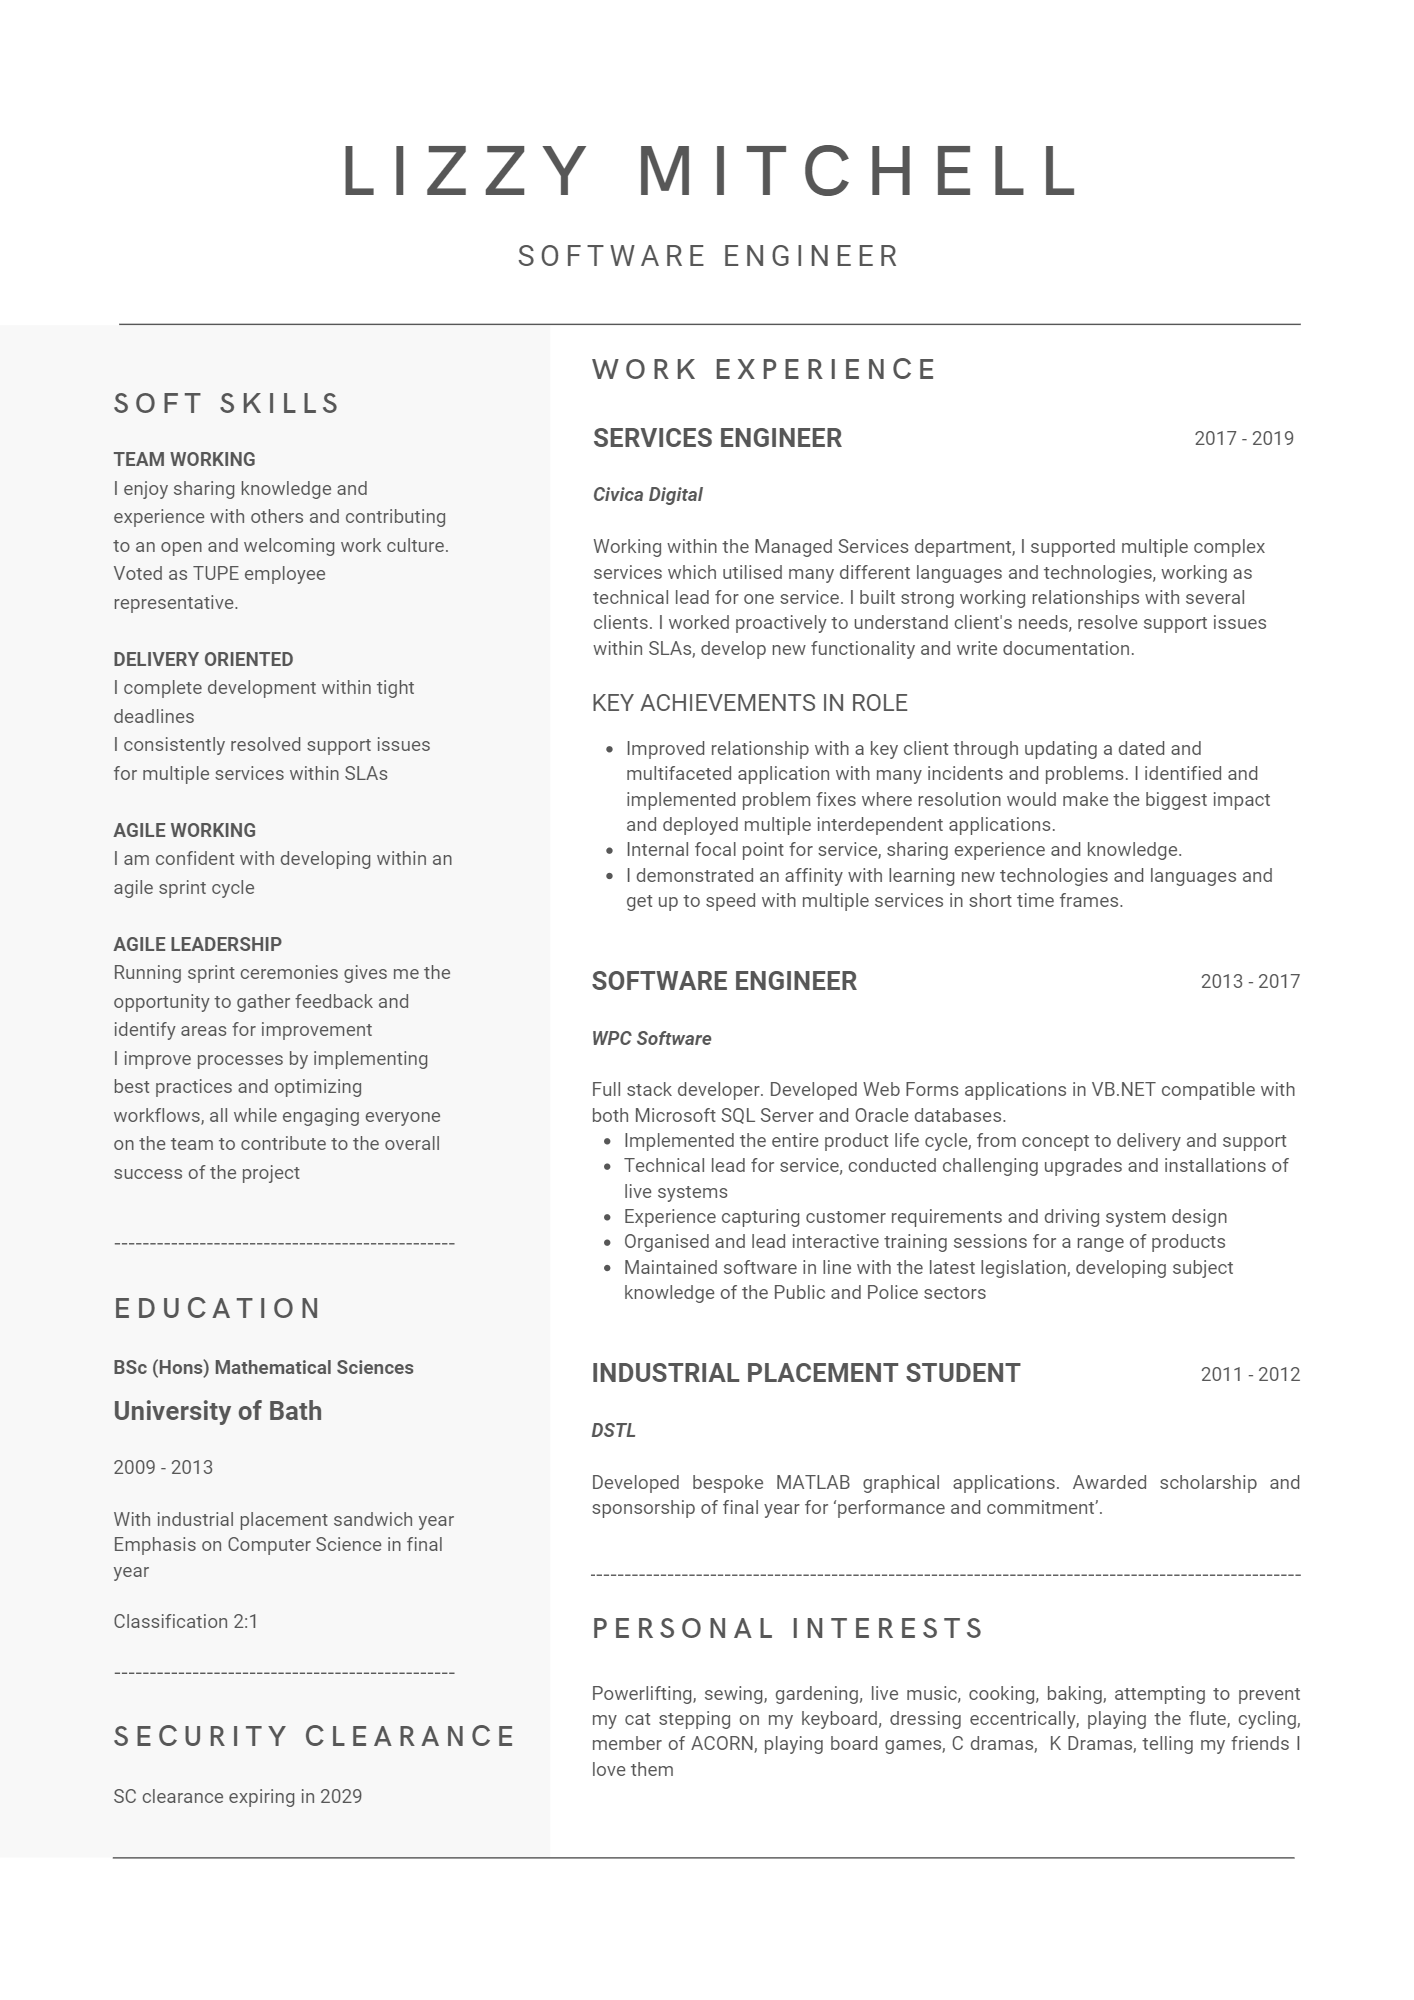 LIZZY MITCHELL
SOFTWARE ENGINEER
SOFT SKILLS
TEAM WORKING
I enjoy sharing knowledge and
experience with others and contributing
to an open and welcoming work culture.
Voted as TUPE employee
representative.
DELIVERY ORIENTED
I complete development within tight
deadlines
I consistently resolved support issues
for multiple services within SLAs
AGILE WORKING
I am confident with developing within an
agile sprint cycle
AGILE LEADERSHIP
Running sprint ceremonies gives me the
opportunity to gather feedback and
identify areas for improvement
I improve processes by implementing
best practices and optimizing
workflows, all while engaging everyone
on the team to contribute to the overall
success of the project
------------------------------------------------
EDUCATION
BSc (Hons) Mathematical Sciences
University of Bath
2009 - 2013
With industrial placement sandwich year
Emphasis on Computer Science in final
year
Classification 2:1
------------------------------------------------
SECURITY CLEARANCE
SC clearance expiring in 2029
WORK EXPERIENCE
SERVICES ENGINEER 2017 - 2019
Civica Digital
Working within the Managed Services department, I supported multiple complex
services which utilised many different languages and technologies, working as
technical lead for one service. I built strong working relationships with several
clients. I worked proactively to understand client's needs, resolve support issues
within SLAs, develop new functionality and write documentation.
KEY ACHIEVEMENTS IN ROLE
• Improved relationship with a key client through updating a dated and
multifaceted application with many incidents and problems. I identified and
implemented problem fixes where resolution would make the biggest impact
and deployed multiple interdependent applications.
• Internal focal point for service, sharing experience and knowledge.
• I demonstrated an affinity with learning new technologies and languages and
get up to speed with multiple services in short time frames.
SOFTWARE ENGINEER 2013 - 2017
WPC Software
Full stack developer. Developed Web Forms applications in VB.NET compatible with
both Microsoft SQL Server and Oracle databases.
• Implemented the entire product life cycle, from concept to delivery and support
• Technical lead for service, conducted challenging upgrades and installations of
live systems
• Experience capturing customer requirements and driving system design
• Organised and lead interactive training sessions for a range of products
• Maintained software in line with the latest legislation, developing subject
knowledge of the Public and Police sectors
INDUSTRIAL PLACEMENT STUDENT 2011 - 2012
DSTL
Developed bespoke MATLAB graphical applications. Awarded scholarship and
sponsorship of final year for ‘performance and commitment’.
----------------------------------------------------------------------------------------------------
PERSONAL INTERESTS
Powerlifting, sewing, gardening, live music, cooking, baking, attempting to prevent
my cat stepping on my keyboard, dressing eccentrically, playing the flute, cycling,
member of ACORN, playing board games, C dramas,  K Dramas, telling my friends I
love them